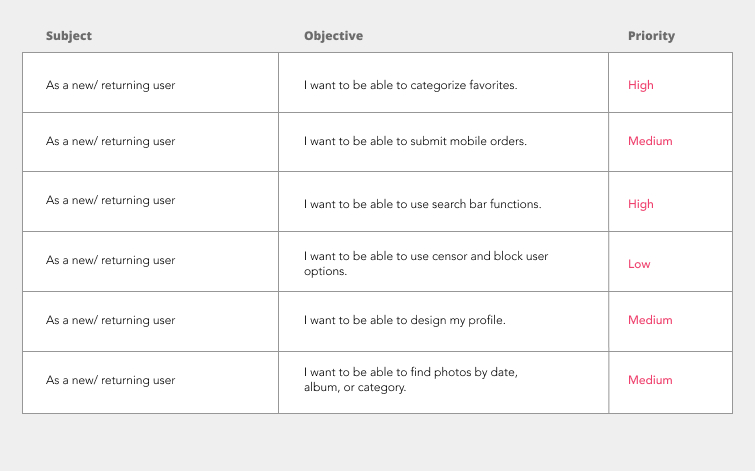 Subject Objective Priority
As a new/ returning user I want to be able to categorize favorites. High
As a new/ returning user I want to be able to submit mobile orders. Medium
As a new/ returning user I want to be able to use search bar functions. High
As a new/ returning user I want to be able to use censor and block user
options. Low
As a new/ returning user I want to be able to design my profile. Medium
As a new/ returning user I want to be able to find photos by date,
album, or category. Medium